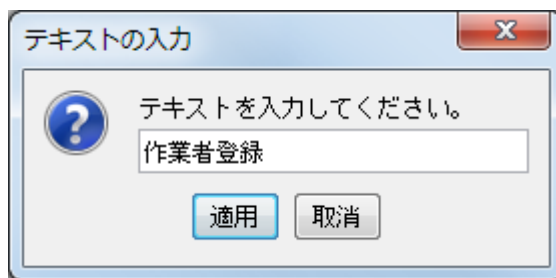 テキストの入力
テキストを入力してください。
作業者登録
適用
取消